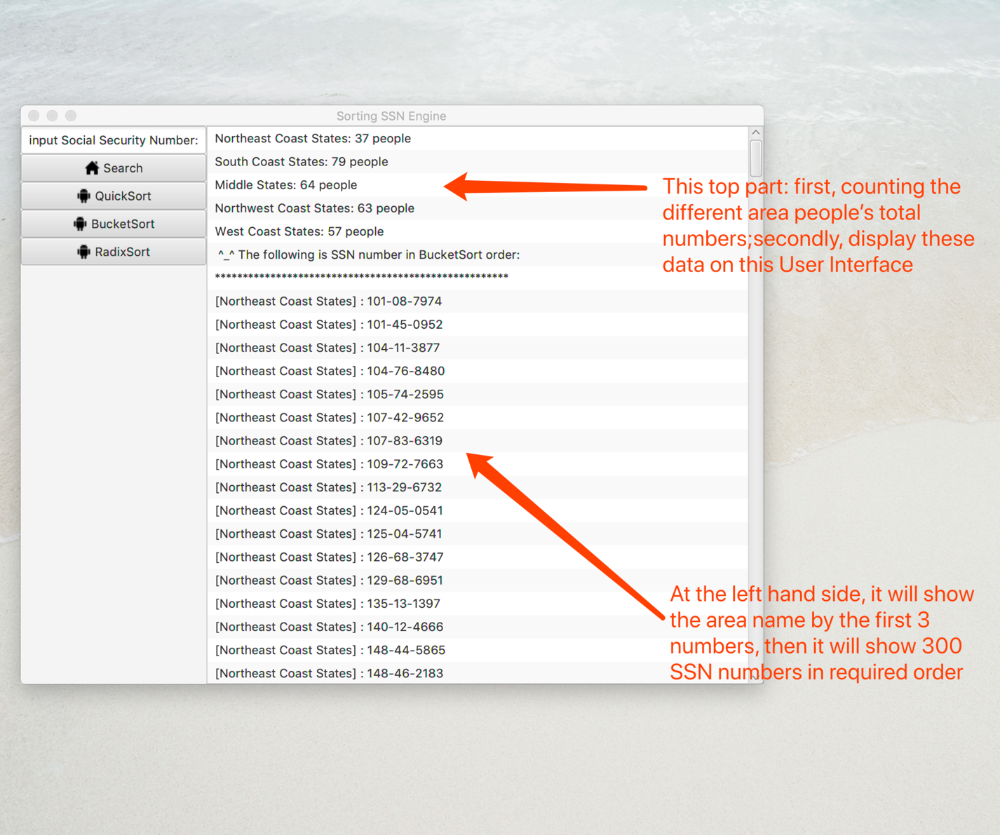 Sorting SSN Engine
input Social Security Number:
Search
QuickSort
BucketSort
RadixSort
Northeast Coast States: 37 people
South Coast States: 79 people
Middle States: 64 people
Northwest Coast States: 63 people
West Coast States: 57 people
^_^ The following is SSN number in BucketSort order:
*****************************************************
[Northeast Coast States] : 101-08-7974
[Northeast Coast States] : 101-45-0952
[Northeast Coast States] : 104-11-3877
[Northeast Coast States] : 104-76-8480
[Northeast Coast States] : 105-74-2595
[Northeast Coast States] : 107-42-9652
[Northeast Coast States] : 107-83-6319
[Northeast Coast States] : 109-72-7663
[Northeast Coast States] : 113-29-6732
[Northeast Coast States] : 124-05-0541
[Northeast Coast States] : 125-04-5741
[Northeast Coast States] : 126-68-3747
[Northeast Coast States] : 129-68-6951
[Northeast Coast States] : 135-13-1397
[Northeast Coast States] : 140-12-4666
[Northeast Coast States] : 148-44-5865
[Northeast Coast States] : 148-46-2183
This top part: first, counting the
different area people's total
numbers;secondly, display these
data on this User Interface
At the left hand side, it will show
the area name by the first 3
numbers, then it will show 300
SSN numbers in required order